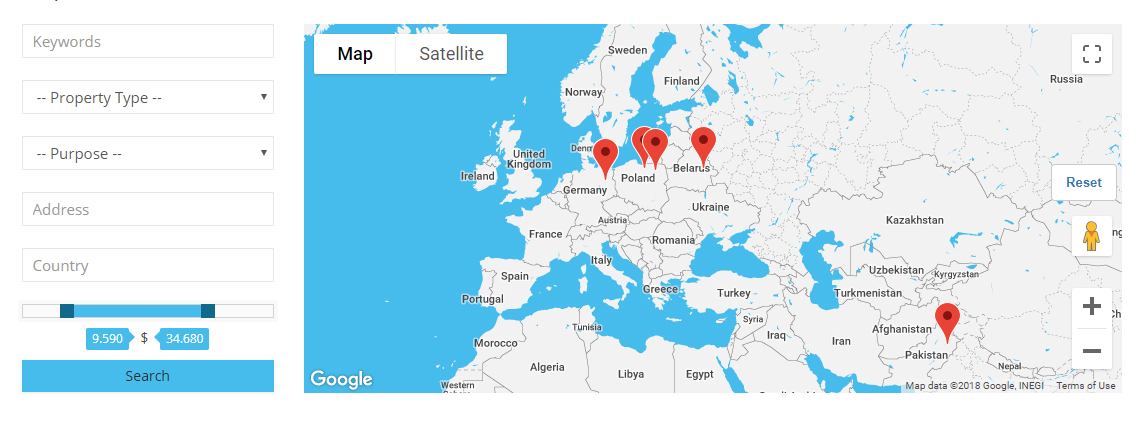 Keywords
-- Property Type --
-- Purpose --
Address
Country
9.590 $ 34.680
Search
Map Satellite
Sweden
Finland
Russia
Norway
United
Kingdom
Ireland
Belarus
Poland
Germany
Reset
Ukraine
Austria
Kazakhstan
France
Romania
Italy
Uzbekistan
Kyrgyzstan
Spain
Greece
Turkey
Turkmenistan
Portugal
Syria
Tunisia
Afghanistan
Iraq
Iran
Morocco
Pakistan
Algeria
Libya
Egypt
Nepal
Google
Western
Map data ©2018 Google, INEGI Terms of Use